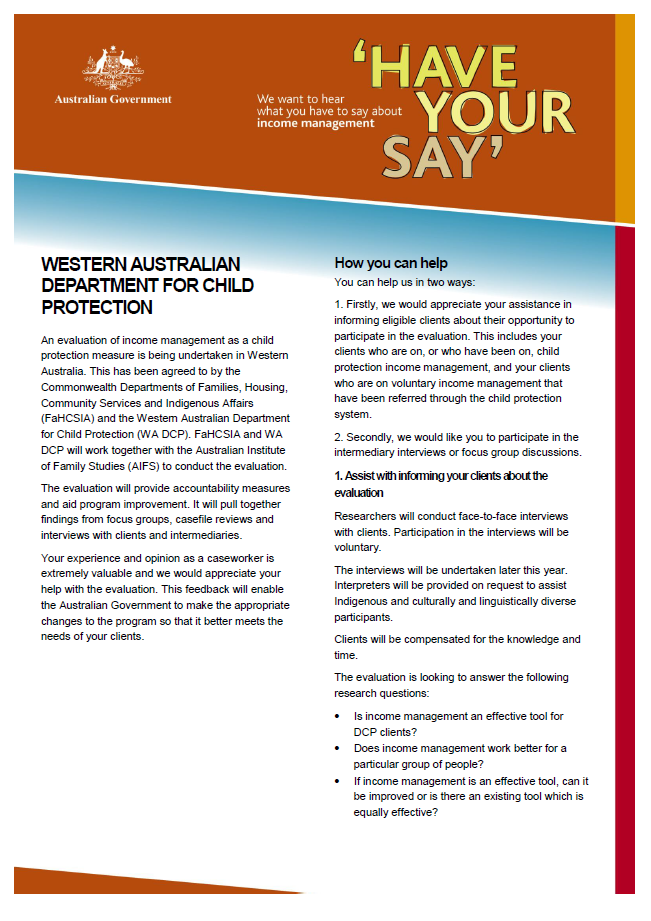 Australian Government
We want to hear
what you have to say about
income management
‘HAVE
YOUR
SAY’
WESTERN AUSTRALIAN
DEPARTMENT FOR CHILD
PROTECTION
An evaluation of income management as a child
protection measure is being undertaken in Western
Australia. This has been agreed to by the
Commonwealth Departments of Families, Housing,
Community Services and Indigenous Affairs
(FaHCSIA) and the Western Australian Department
for Child Protection (WA DCP). FaHCSIA and WA
DCP will work together with the Australian Institute
of Family Studies (AIFS) to conduct the evaluation.
The evaluation will provide accountability measures
and aid program improvement. It will pull together
findings from focus groups, casefile reviews and
interviews with clients and intermediaries.
Your experience and opinion as a caseworker is
extremely valuable and we would appreciate your
help with the evaluation. This feedback will enable
the Australian Government to make the appropriate
changes to the program so that it better meets the
needs of your clients.
How you can help
You can help us in two ways:
1. Firstly, we would appreciate your assistance in
informing eligible clients about their opportunity to
participate in the evaluation. This includes your
clients who are on, or who have been on, child
protection income management, and your clients
who are on voluntary income management that
have been referred through the child protection
system.
2. Secondly, we would like you to participate in the
intermediary interviews or focus group discussions.
1. Assist with informing your clients about the
evaluation
Researchers will conduct face-to-face interviews
with clients. Participation in the interviews will be
voluntary.
The interviews will be undertaken later this year.
Interpreters will be provided on request to assist
Indigenous and culturally and linguistically diverse
participants.
Clients will be compensated for the knowledge and
time.
The evaluation is looking to answer the following
research questions:
• Is income management an effective tool for
DCP clients?
• Does income management work better for a
particular group of people?
• If income management is an effective tool, can it
be improved or is there an existing tool which is
equally effective?